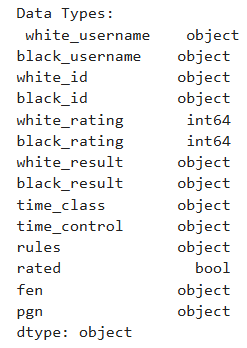 Data Types:
white_username object
black_username object
white_id object
black_id object
white_rating int64
black_rating int64
white_result object
black_result object
time_class object
time_control object
rules object
rated bool
fen object
pgn object
dtype: object